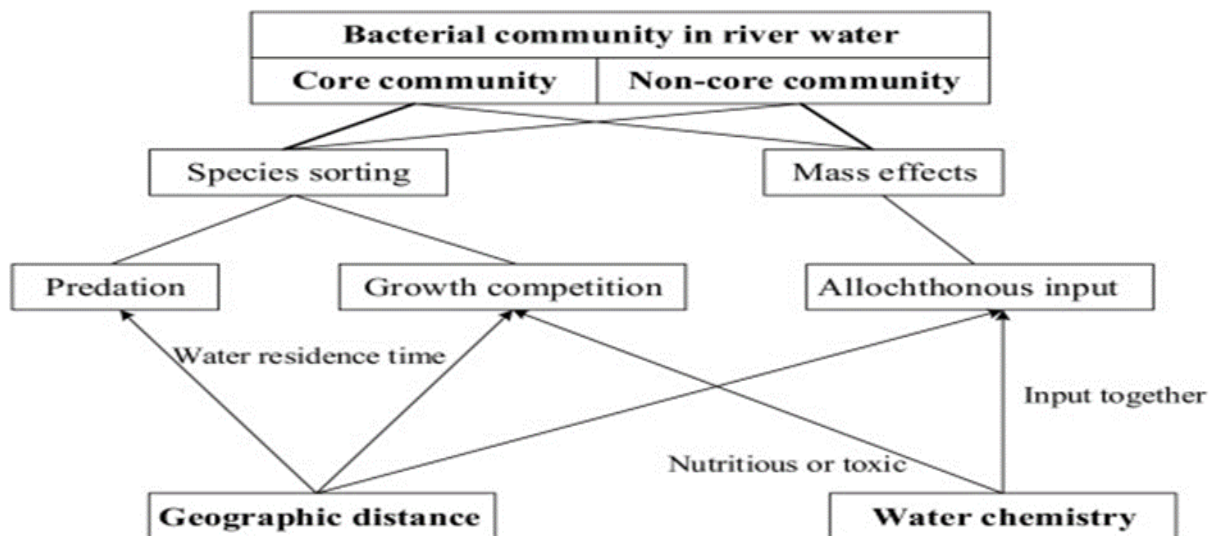 Bacterial community in river water
Core community
Non-core community
Species sorting
Mass effects
Predation
Growth competition
Allochthonous input
Water residence time
Input together
Nutritious or toxic
Geographic distance
Water chemistry